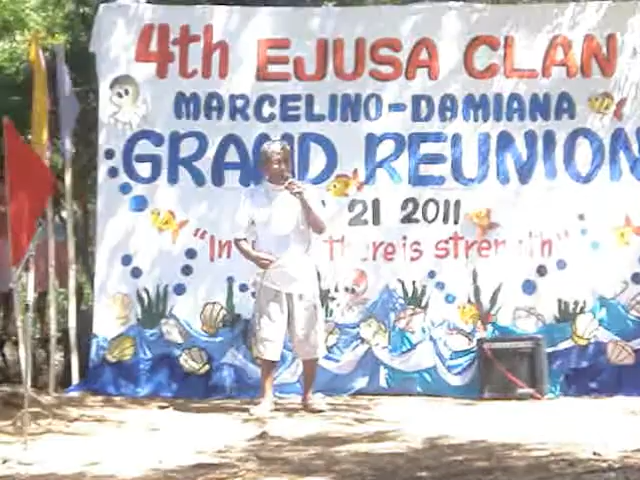 4th EJUSA CLAN
MARCELINO-DAMIANA
GRAND REUNION
21 2011
"In there is strength"